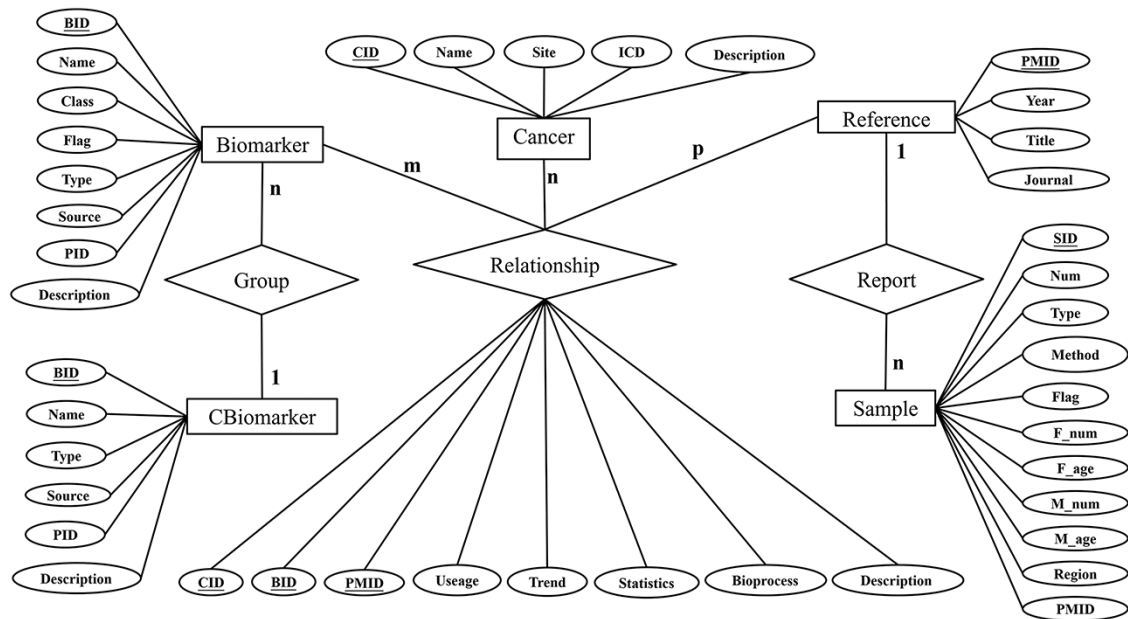 BID
Name
Class
Flag
Type
Source
PID
Description
Biomarker
n
Group
1
BID
Name
Type
Source
PID
Description
CBiomarker
CID
Name
Site
ICD
Description
Cancer
m
n
p
Relationship
CID
BID
PMID
Useage
Trend
Statistics
Bioprocess
Description
Reference
PMID
Year
Title
Journal
1
Report
n
Sample
SID
Num
Type
Method
Flag
F_num
F_age
M_num
M_age
Region
PMID